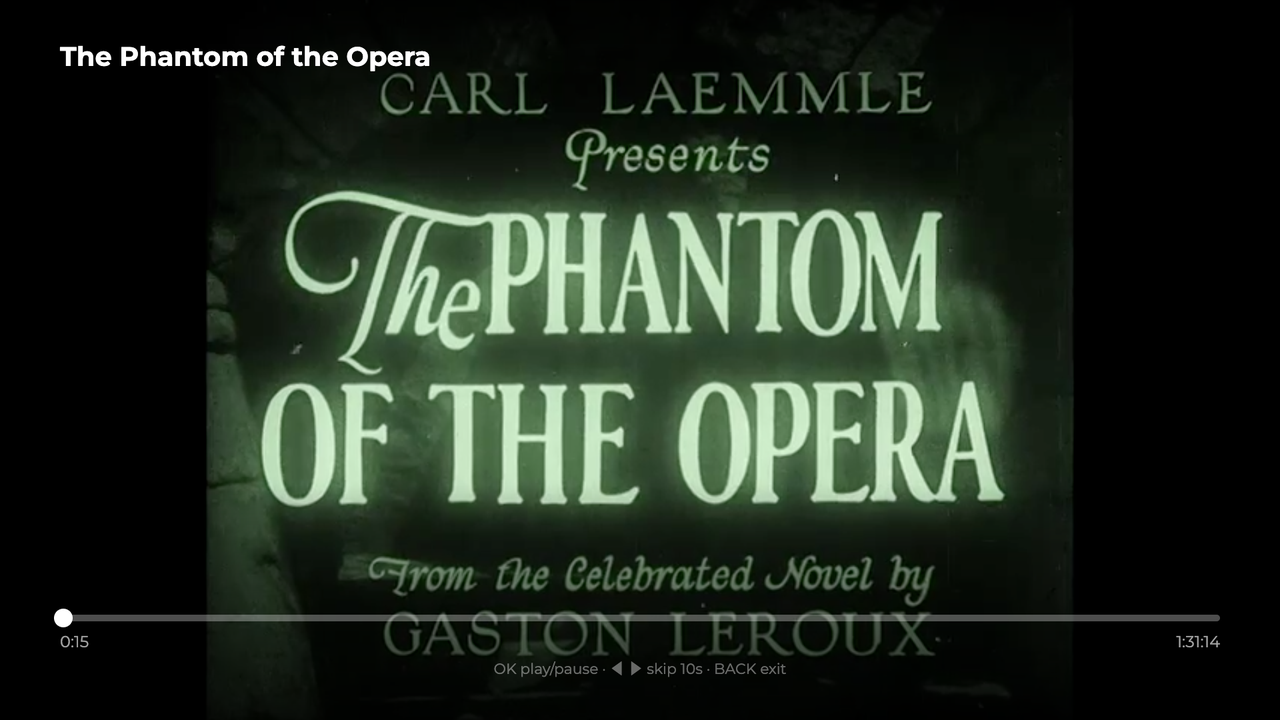 The Phantom of the Opera
CARL LAEMMLE
Presents
The PHANTOM
OF THE OPERA
From the Celebrated Novel by
GASTON LEROUX
0:15
1:31:14
OK play/pause · ◀ ▶ skip 10s · BACK exit